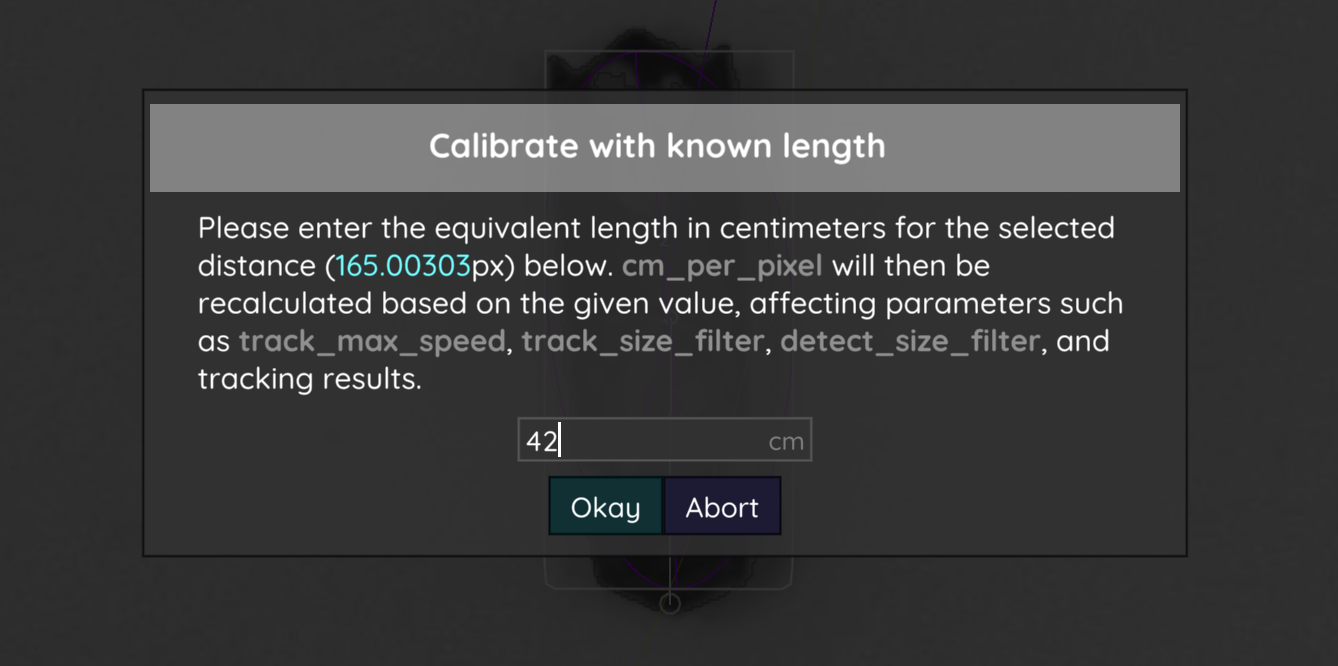 Calibrate with known length
Please enter the equivalent length in centimeters for the selected
distance (165.00303px) below. cm_per_pixel will then be
recalculated based on the given value, affecting parameters such
as track_max_speed, track_size_filter, detect_size_filter, and
tracking results.
42 cm
Okay Abort